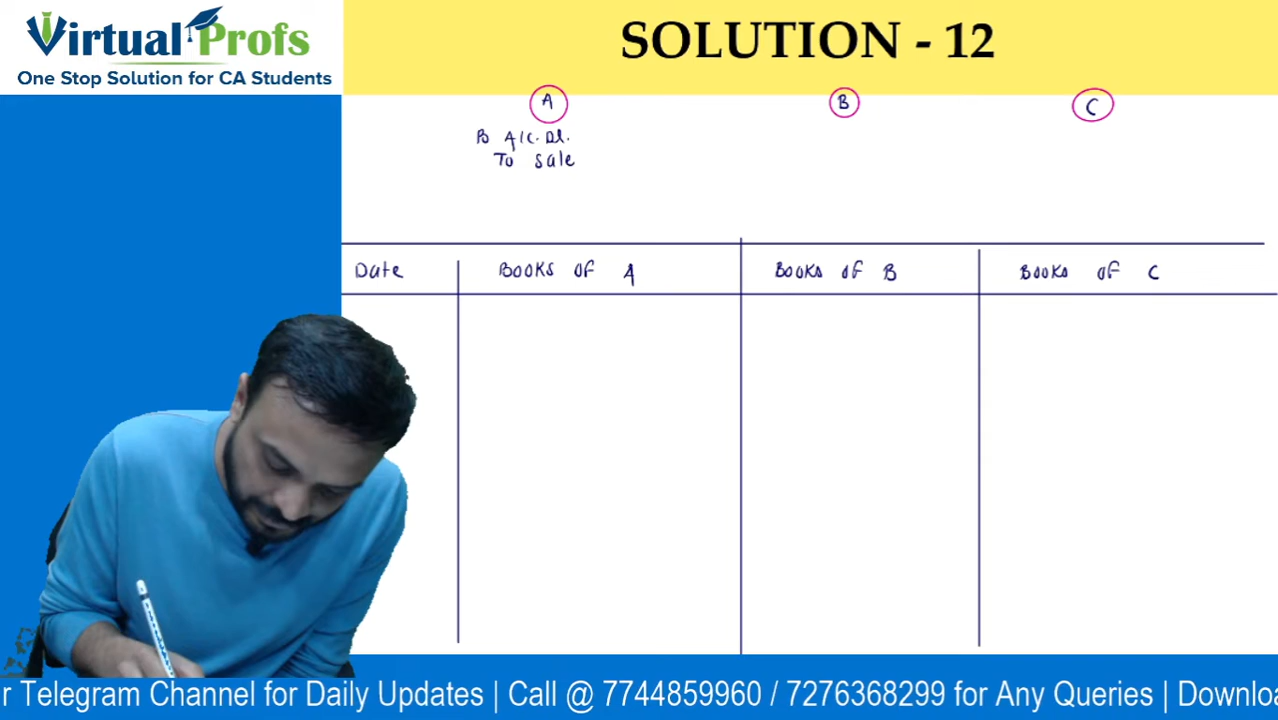 Virtual Profs
One Stop Solution for CA Students
SOLUTION - 12
A
B
C
B A/C. Dr.
To sale
Date
BOOKS OF A
BOOKS OF B
BOOKS OF C
r Telegram Channel for Daily Updates | Call @ 7744859960 / 7276368299 for Any Queries | Downloa